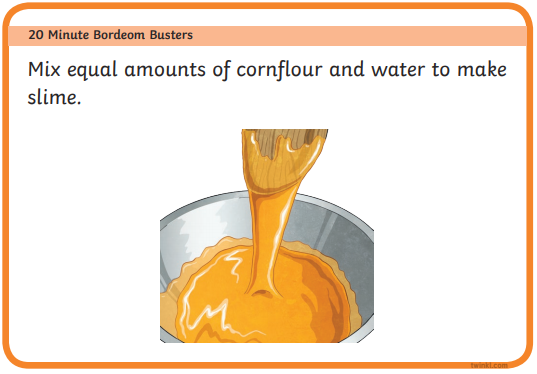 20 Minute Bordeom Busters
Mix equal amounts of cornflour and water to make
slime.
twinkl.com